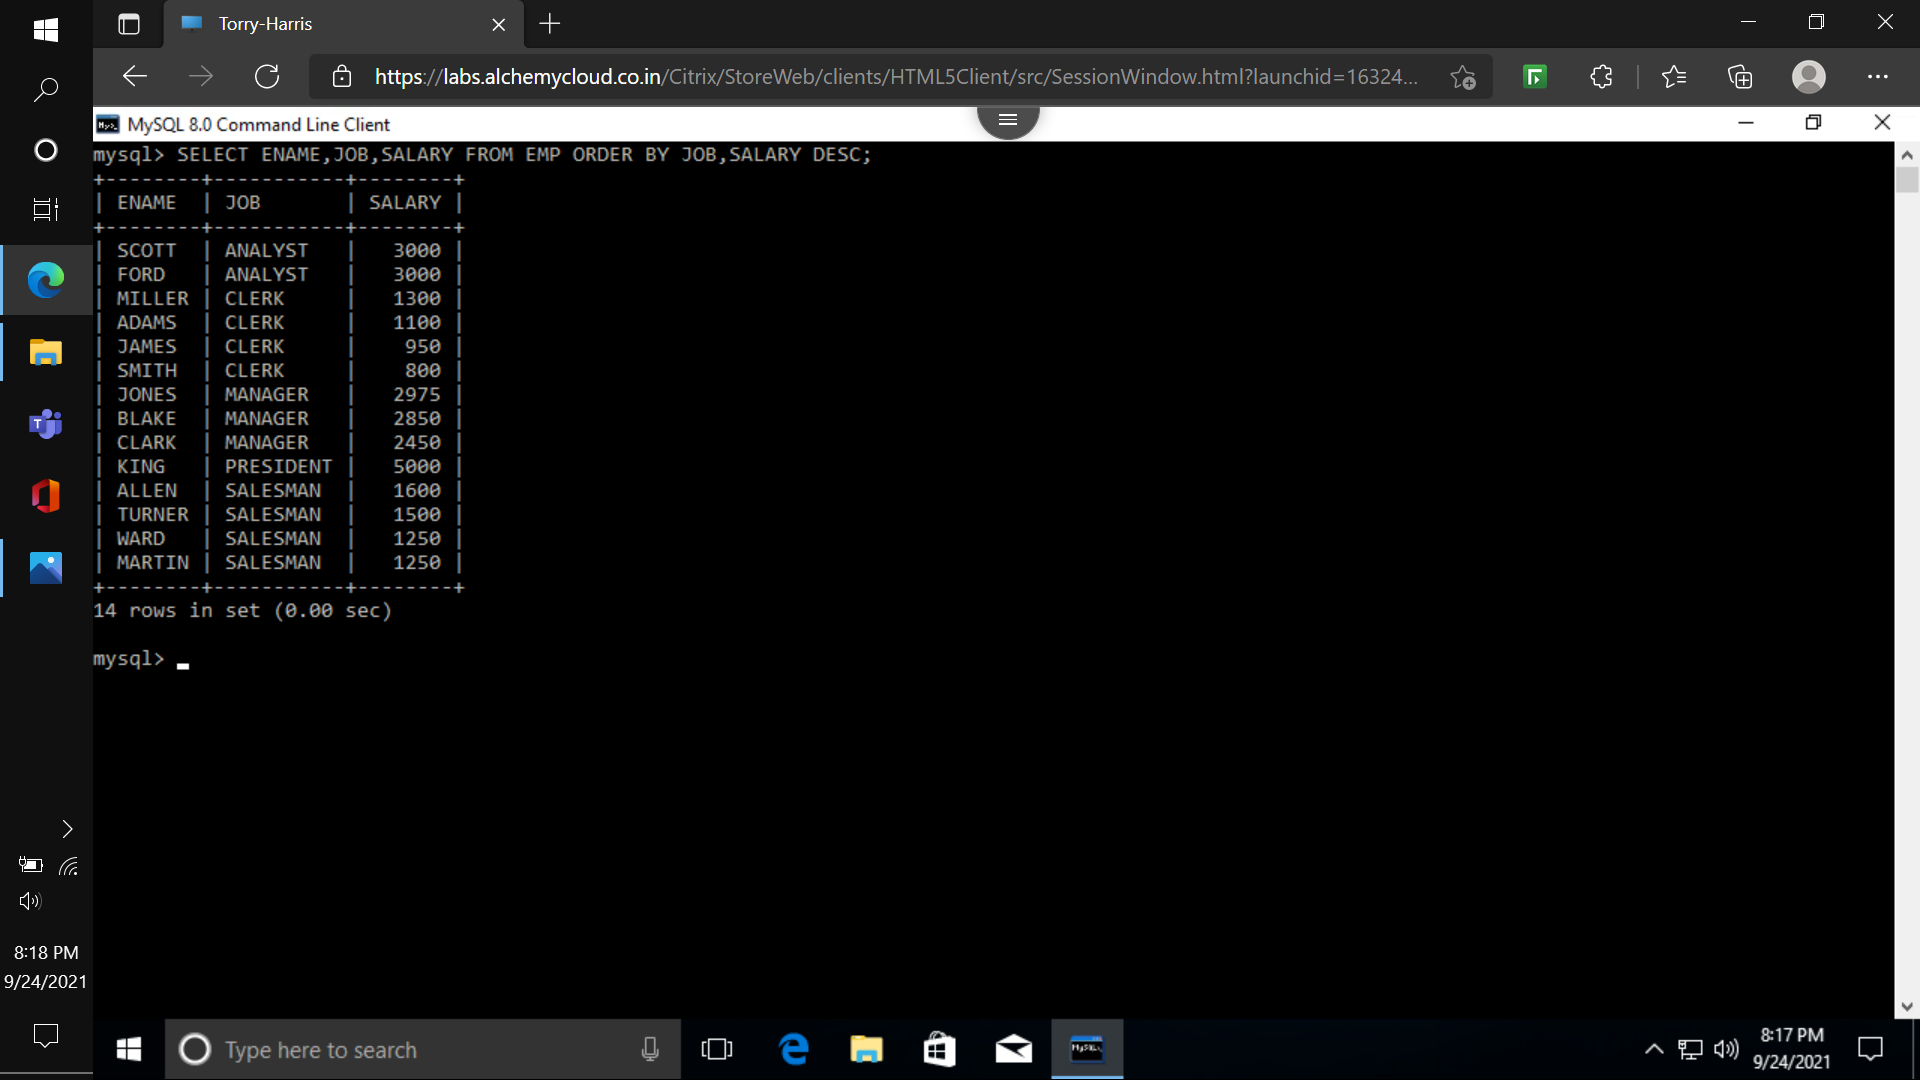 Torry-Harris
https://labs.alchemycloud.co.in/Citrix/StoreWeb/clients/HTML5Client/src/SessionWindow.html?launchid=16324...
MySQL 8.0 Command Line Client
mysql> SELECT ENAME,JOB,SALARY FROM EMP ORDER BY JOB,SALARY DESC;
+--------+-----------+--------+
| ENAME  | JOB       | SALARY |
+--------+-----------+--------+
| SCOTT  | ANALYST   |   3000 |
| FORD   | ANALYST   |   3000 |
| MILLER | CLERK     |   1300 |
| ADAMS  | CLERK     |   1100 |
| JAMES  | CLERK     |    950 |
| SMITH  | CLERK     |    800 |
| JONES  | MANAGER   |   2975 |
| BLAKE  | MANAGER   |   2850 |
| CLARK  | MANAGER   |   2450 |
| KING   | PRESIDENT |   5000 |
| ALLEN  | SALESMAN  |   1600 |
| TURNER | SALESMAN  |   1500 |
| WARD   | SALESMAN  |   1250 |
| MARTIN | SALESMAN  |   1250 |
+--------+-----------+--------+
14 rows in set (0.00 sec)
mysql>
8:18 PM
9/24/2021
Type here to search
8:17 PM
9/24/2021